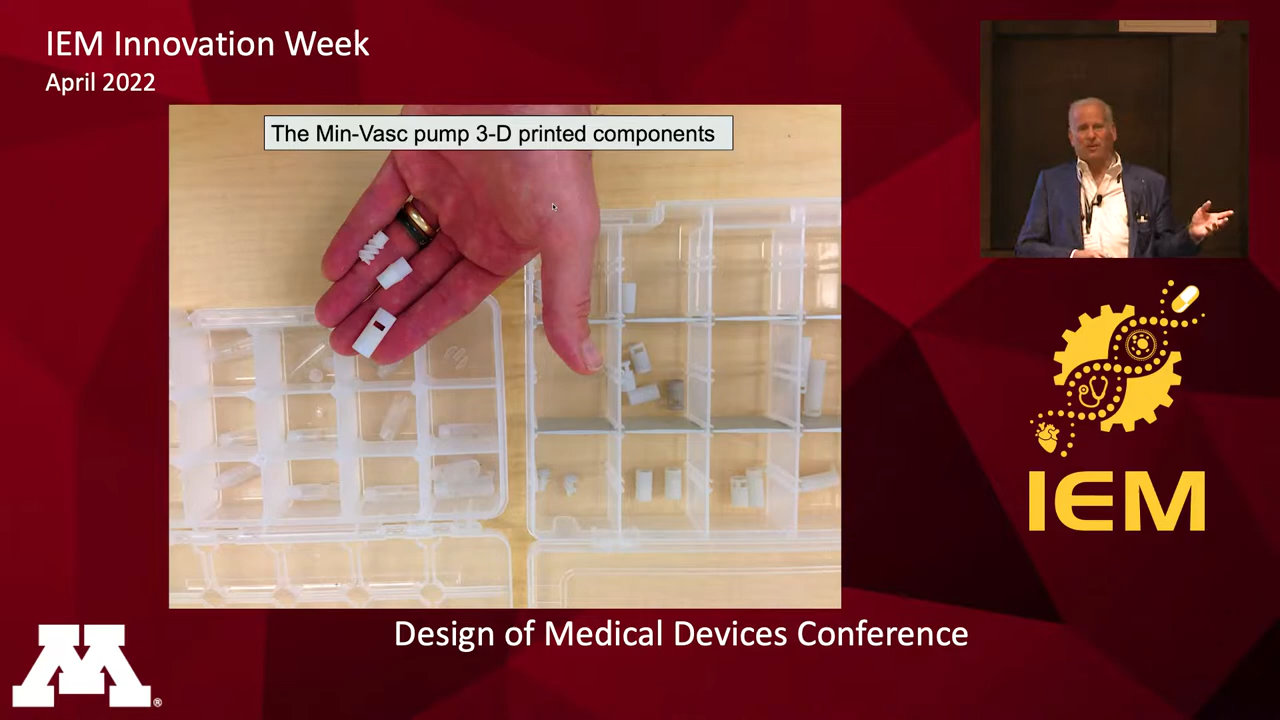 IEM Innovation Week
April 2022
The Min-Vasc pump 3-D printed components
IEM
Design of Medical Devices Conference
M®